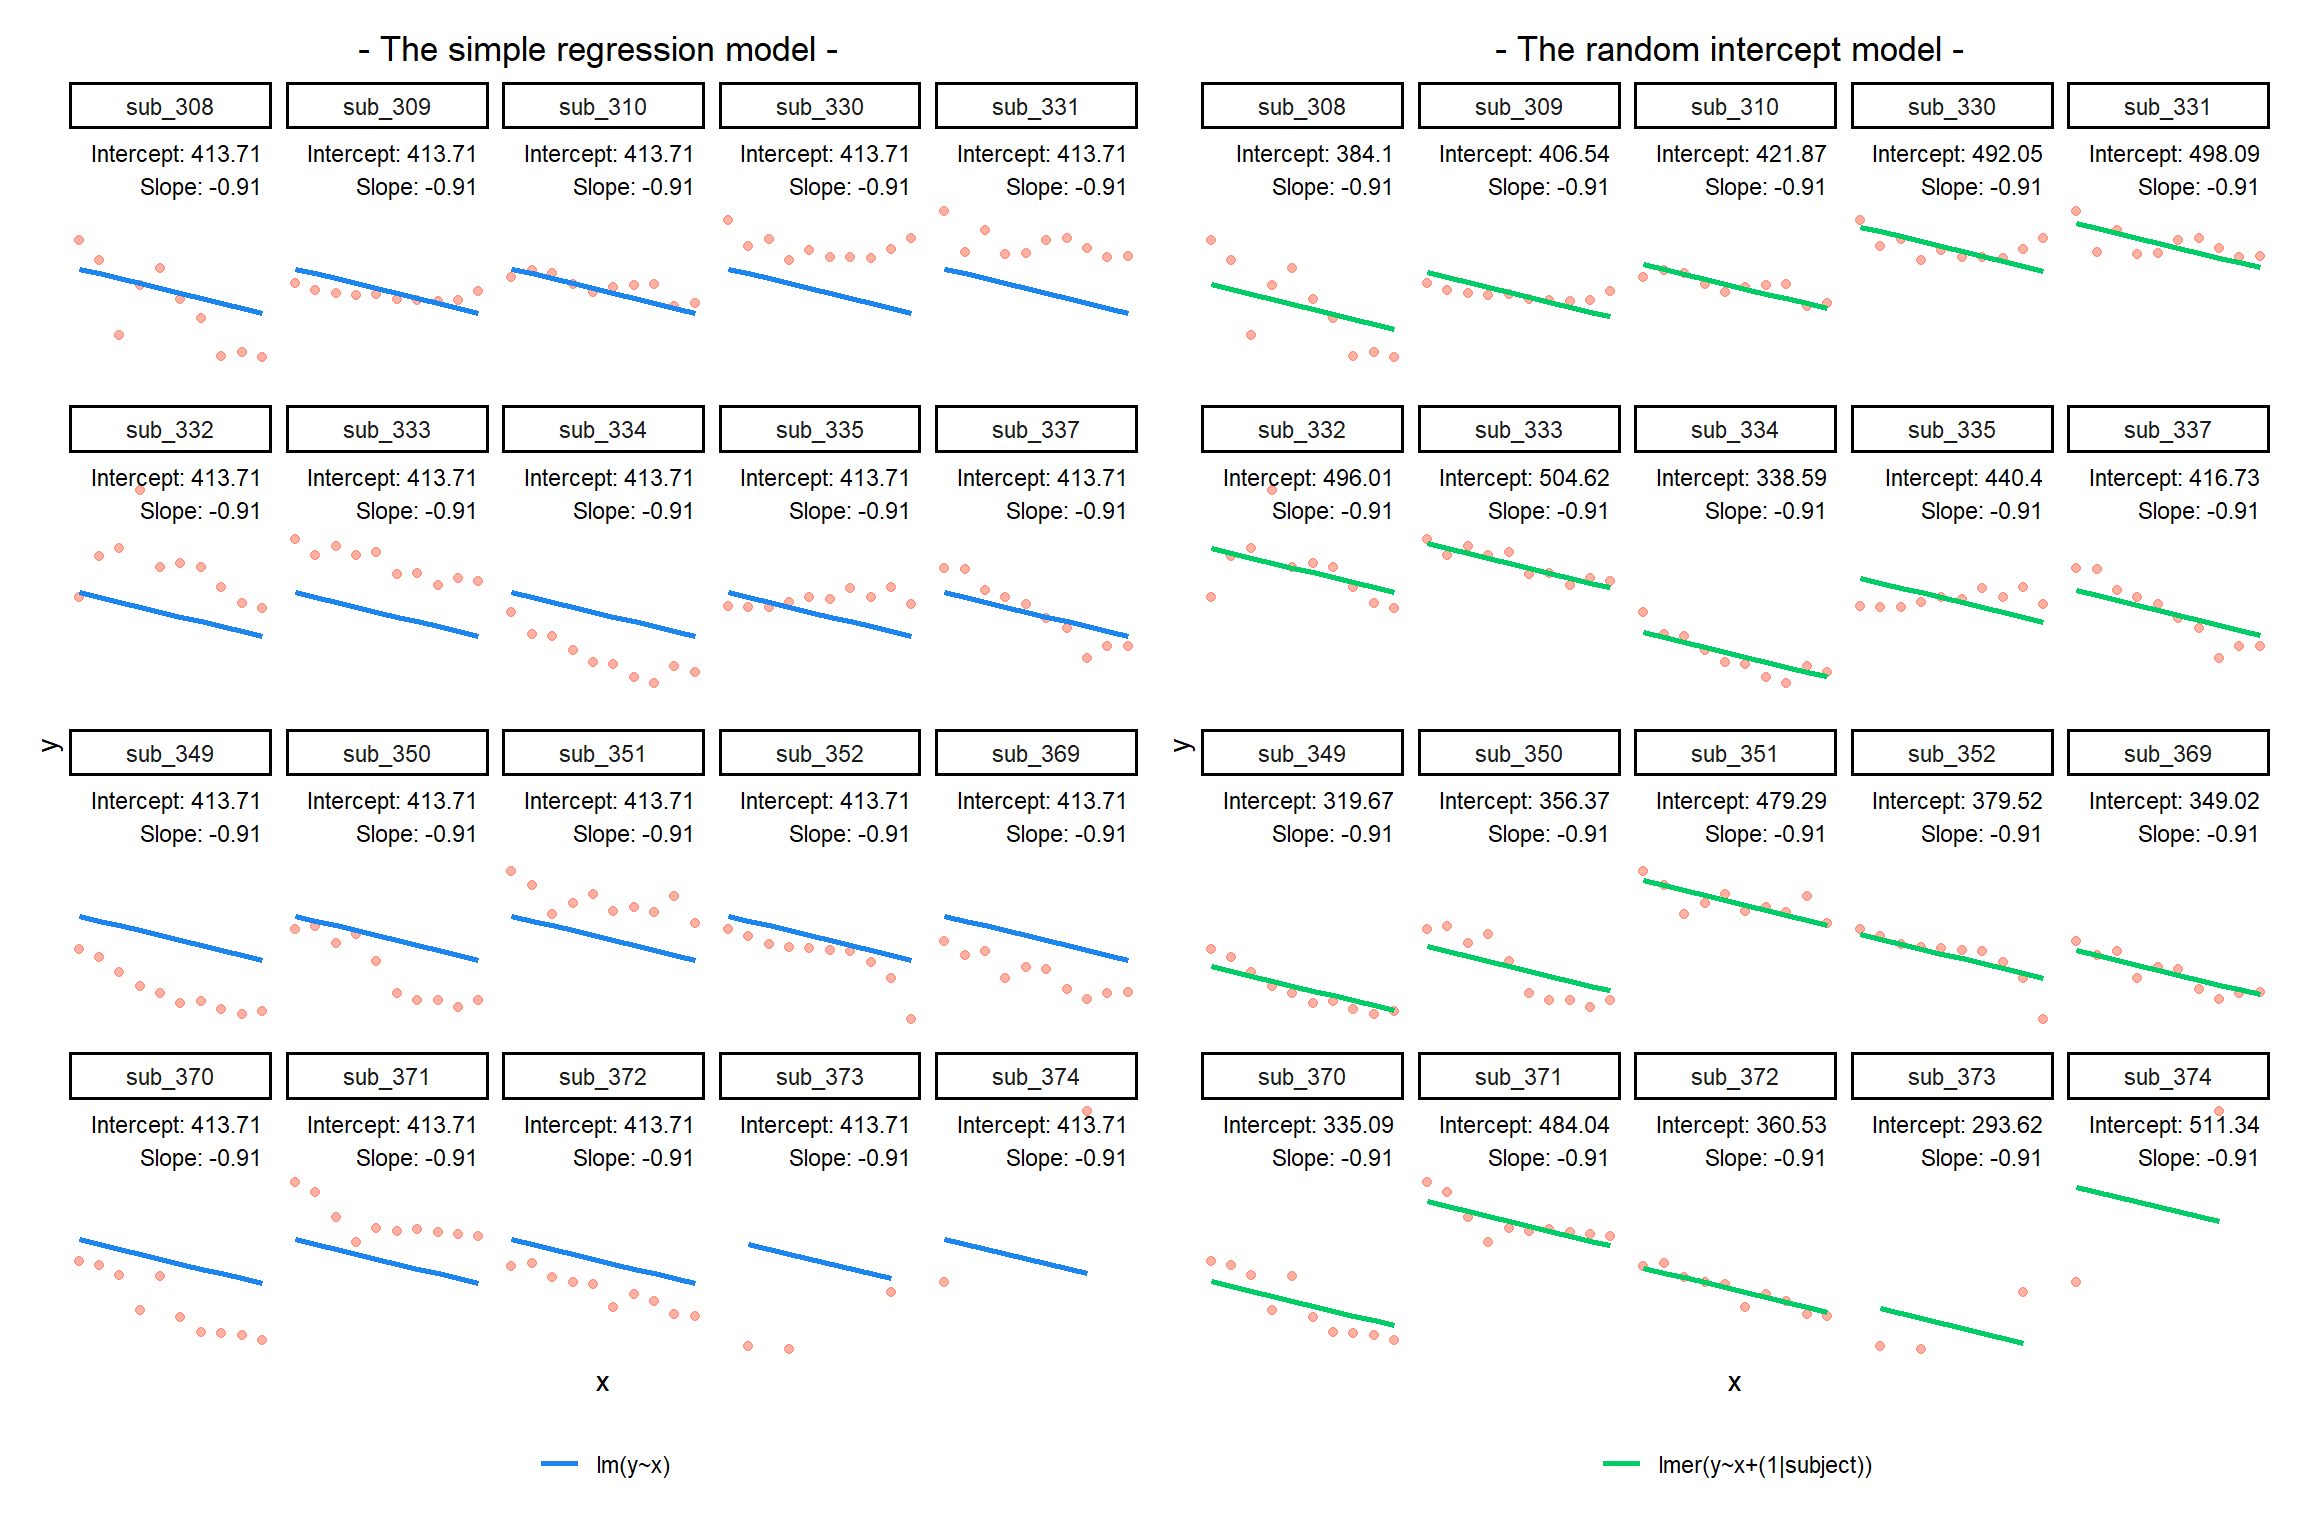 - The simple regression model -
sub_308 sub_309 sub_310 sub_330 sub_331
Intercept: 413.71 Intercept: 413.71 Intercept: 413.71 Intercept: 413.71 Intercept: 413.71
Slope: -0.91 Slope: -0.91 Slope: -0.91 Slope: -0.91 Slope: -0.91
sub_332 sub_333 sub_334 sub_335 sub_337
Intercept: 413.71 Intercept: 413.71 Intercept: 413.71 Intercept: 413.71 Intercept: 413.71
Slope: -0.91 Slope: -0.91 Slope: -0.91 Slope: -0.91 Slope: -0.91
y
sub_349 sub_350 sub_351 sub_352 sub_369
Intercept: 413.71 Intercept: 413.71 Intercept: 413.71 Intercept: 413.71 Intercept: 413.71
Slope: -0.91 Slope: -0.91 Slope: -0.91 Slope: -0.91 Slope: -0.91
sub_370 sub_371 sub_372 sub_373 sub_374
Intercept: 413.71 Intercept: 413.71 Intercept: 413.71 Intercept: 413.71 Intercept: 413.71
Slope: -0.91 Slope: -0.91 Slope: -0.91 Slope: -0.91 Slope: -0.91
x
lm(y~x)
- The random intercept model -
sub_308 sub_309 sub_310 sub_330 sub_331
Intercept: 384.1 Intercept: 406.54 Intercept: 421.87 Intercept: 492.05 Intercept: 498.09
Slope: -0.91 Slope: -0.91 Slope: -0.91 Slope: -0.91 Slope: -0.91
sub_332 sub_333 sub_334 sub_335 sub_337
Intercept: 496.01 Intercept: 504.62 Intercept: 338.59 Intercept: 440.4 Intercept: 416.73
Slope: -0.91 Slope: -0.91 Slope: -0.91 Slope: -0.91 Slope: -0.91
y
sub_349 sub_350 sub_351 sub_352 sub_369
Intercept: 319.67 Intercept: 356.37 Intercept: 479.29 Intercept: 379.52 Intercept: 349.02
Slope: -0.91 Slope: -0.91 Slope: -0.91 Slope: -0.91 Slope: -0.91
sub_370 sub_371 sub_372 sub_373 sub_374
Intercept: 335.09 Intercept: 484.04 Intercept: 360.53 Intercept: 293.62 Intercept: 511.34
Slope: -0.91 Slope: -0.91 Slope: -0.91 Slope: -0.91 Slope: -0.91
x
lmer(y~x+(1|subject))